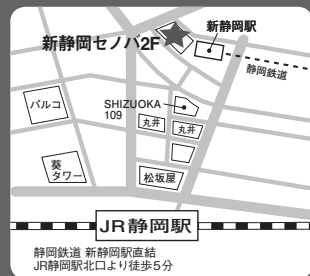 新静岡駅
新静岡セノバ2F
静岡鉄道
パルコ
SHIZUOKA
109
丸井
丸井
葵
タワー
松坂屋
JR静岡駅
静岡鉄道 新静岡駅直結
JR静岡駅北口より徒歩5分